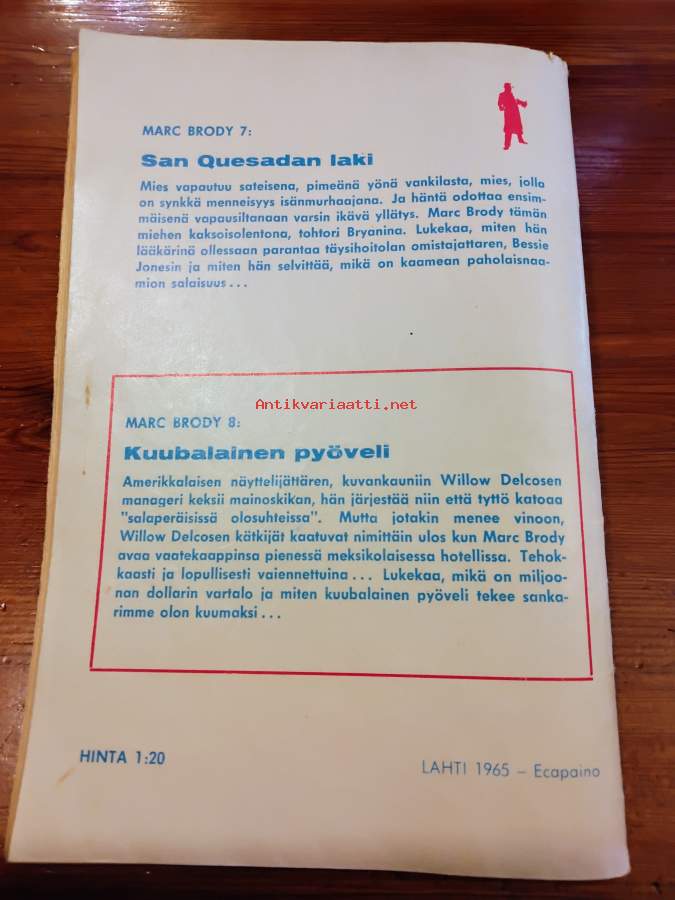 MARC BRODY 7:
San Quesadan laki
Mies vapautuu sateisena, pimeänä yönä vankilasta, mies, jolla
on synkkä menneisyys isänmurhaajana. Ja häntä odottaa ensim-
mäisenä vapausiltanaan varsin ikävä yllätys. Marc Brody tämän
miehen kaksoisolentona, tohtori Bryanina. Lukekaa, miten hän
lääkärinä ollessaan parantaa täysihoitolan omistajattaren, Bessie
Jonesin ja miten hän selvittää, mikä on kaamean paholaisnaa-
mion salaisuus...
Antikvariaatti.net
MARC BRODY 8:
Kuubalainen pyöveli
Amerikkalaisen näyttelijättären, kuvankauniin Willow Delcosen
manageri keksii mainoskikan, hän järjestää niin että tyttö katoaa
"salaperäisissä olosuhteissa". Mutta jotakin menee vinoon,
Willow Delcosen kätkijät kaatuvat nimittäin ulos kun Marc Brody
avaa vaatekaappinsa pienessä meksikolaisessa hotellissa. Tehok-
kaasti ja lopullisesti vaiennettuina... Lukekaa, mikä on miljoo-
nan dollarin vartalo ja miten kuubalainen pyöveli tekee sanka-
rimme olon kuumaksi...
HINTA 1:20
LAHTI 1965 – Ecapaino